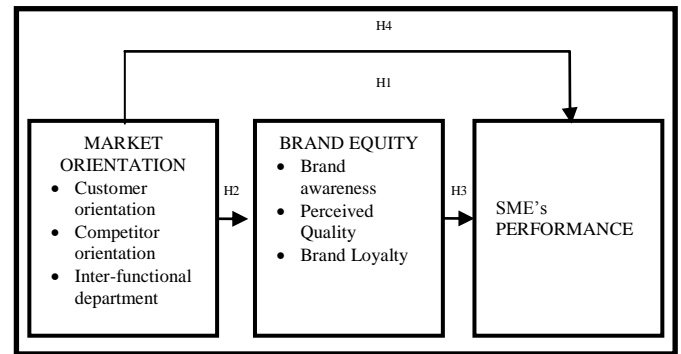 H4
H1
MARKET
ORIENTATION
• Customer
orientation
• Competitor
orientation
• Inter-functional
department
H2
BRAND EQUITY
• Brand
awareness
• Perceived
Quality
• Brand Loyalty
H3
SME's
PERFORMANCE